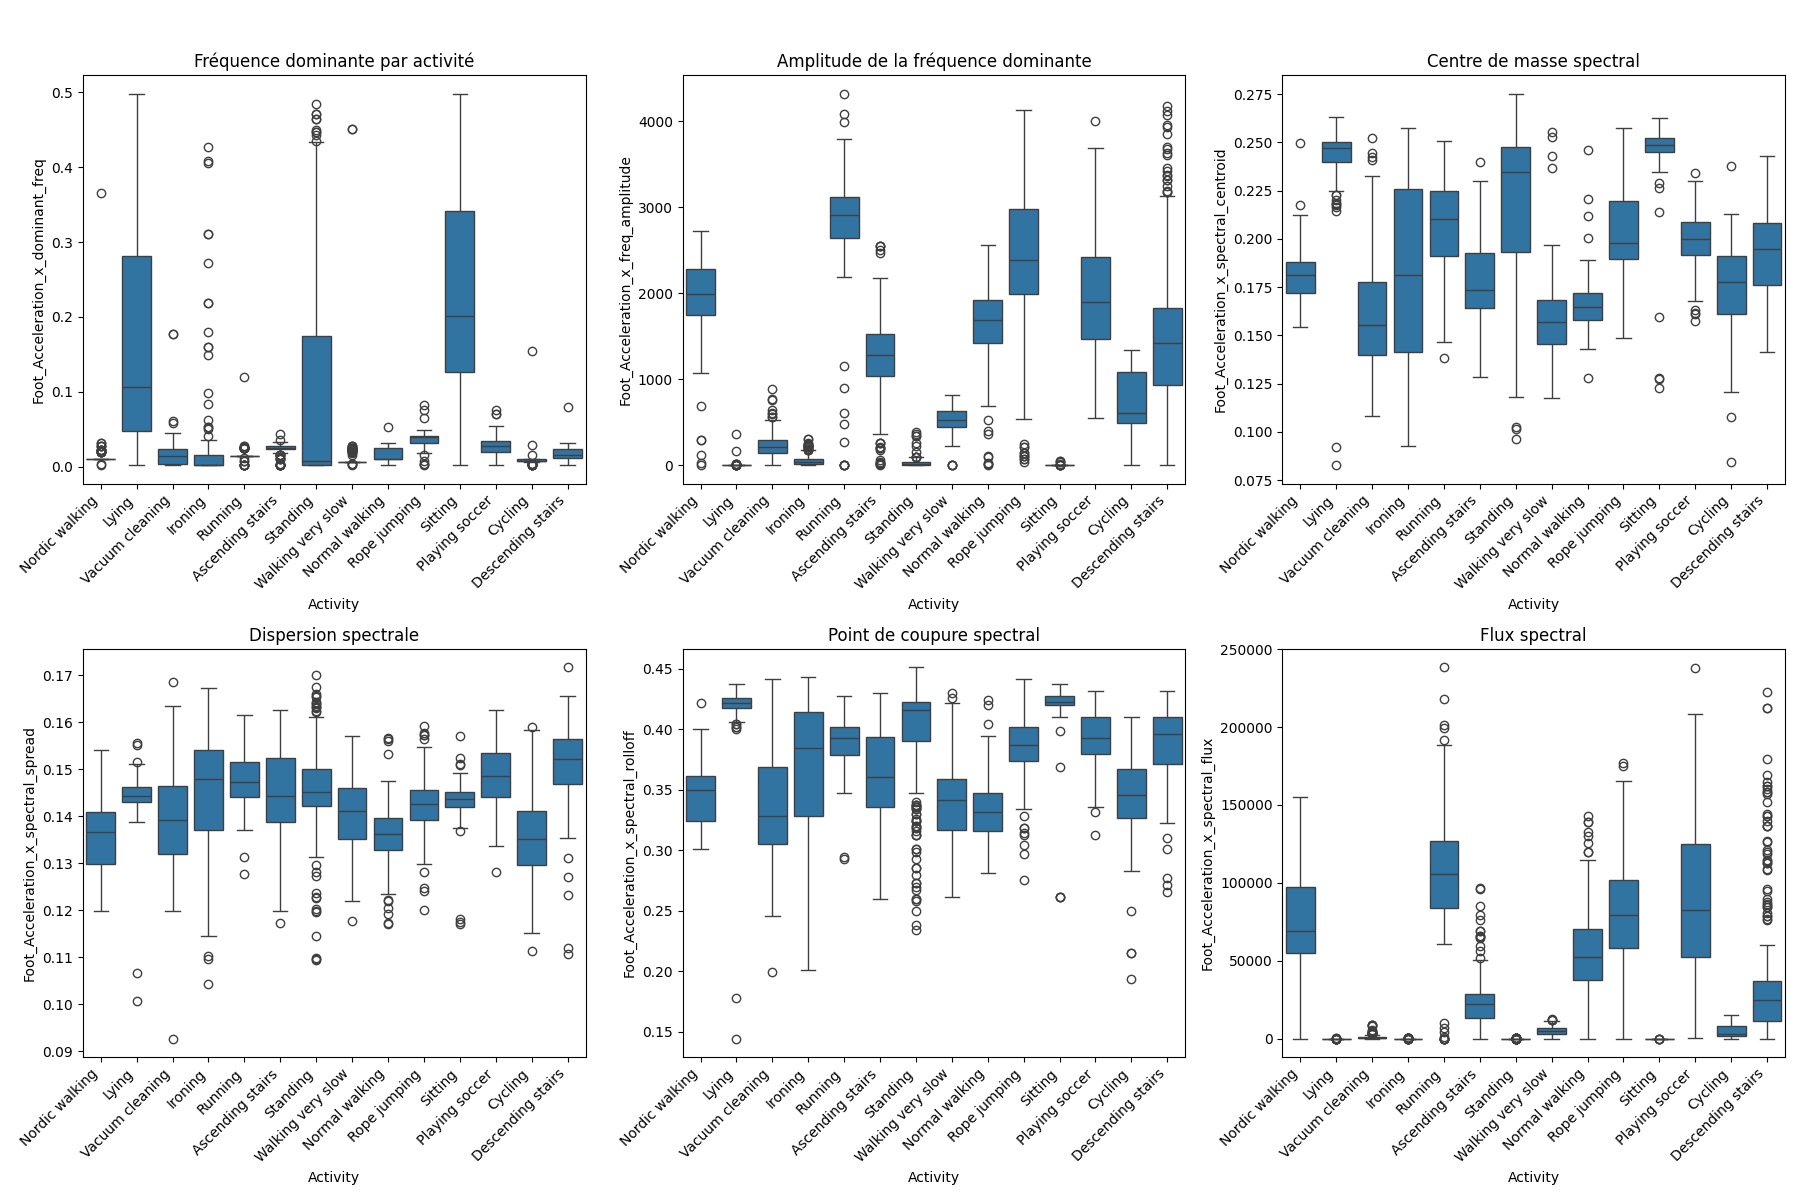 Fréquence dominante par activité
Foot_Acceleration_x_dominant_freq
0.5
0.4
0.3
0.2
0.1
0.0
Nordic walking
Lying
Vacuum cleaning
Ironing
Running
Ascending stairs
Standing
Walking very slow
Normal walking
Rope jumping
Sitting
Playing soccer
Cycling
Descending stairs
Activity
Amplitude de la fréquence dominante
Foot_Acceleration_x_freq_amplitude
4000
3000
2000
1000
0
Nordic walking
Lying
Vacuum cleaning
Ironing
Running
Ascending stairs
Standing
Walking very slow
Normal walking
Rope jumping
Sitting
Playing soccer
Cycling
Descending stairs
Activity
Centre de masse spectral
Foot_Acceleration_x_spectral_centroid
0.275
0.250
0.225
0.200
0.175
0.150
0.125
0.100
0.075
Nordic walking
Lying
Vacuum cleaning
Ironing
Running
Ascending stairs
Standing
Walking very slow
Normal walking
Rope jumping
Sitting
Playing soccer
Cycling
Descending stairs
Activity
Dispersion spectrale
Foot_Acceleration_x_spectral_spread
0.17
0.16
0.15
0.14
0.13
0.12
0.11
0.10
0.09
Nordic walking
Lying
Vacuum cleaning
Ironing
Running
Ascending stairs
Standing
Walking very slow
Normal walking
Rope jumping
Sitting
Playing soccer
Cycling
Descending stairs
Activity
Point de coupure spectral
Foot_Acceleration_x_spectral_rolloff
0.45
0.40
0.35
0.30
0.25
0.20
0.15
Nordic walking
Lying
Vacuum cleaning
Ironing
Running
Ascending stairs
Standing
Walking very slow
Normal walking
Rope jumping
Sitting
Playing soccer
Cycling
Descending stairs
Activity
Flux spectral
Foot_Acceleration_x_spectral_flux
250000
200000
150000
100000
50000
0
Nordic walking
Lying
Vacuum cleaning
Ironing
Running
Ascending stairs
Standing
Walking very slow
Normal walking
Rope jumping
Sitting
Playing soccer
Cycling
Descending stairs
Activity